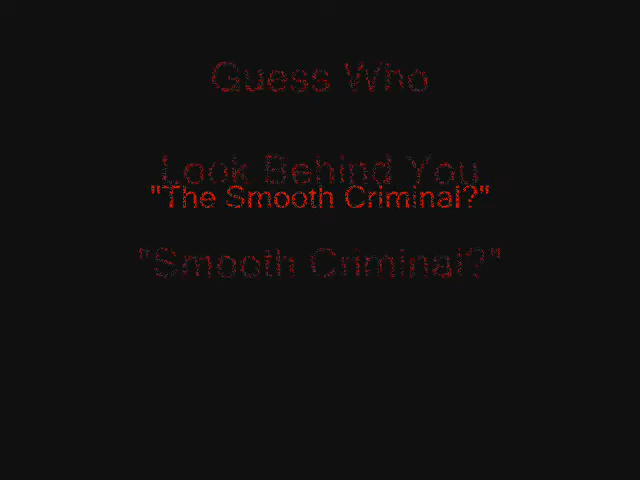 Guess Who
Look Behind You
"The Smooth Criminal?"
"Smooth Criminal?"